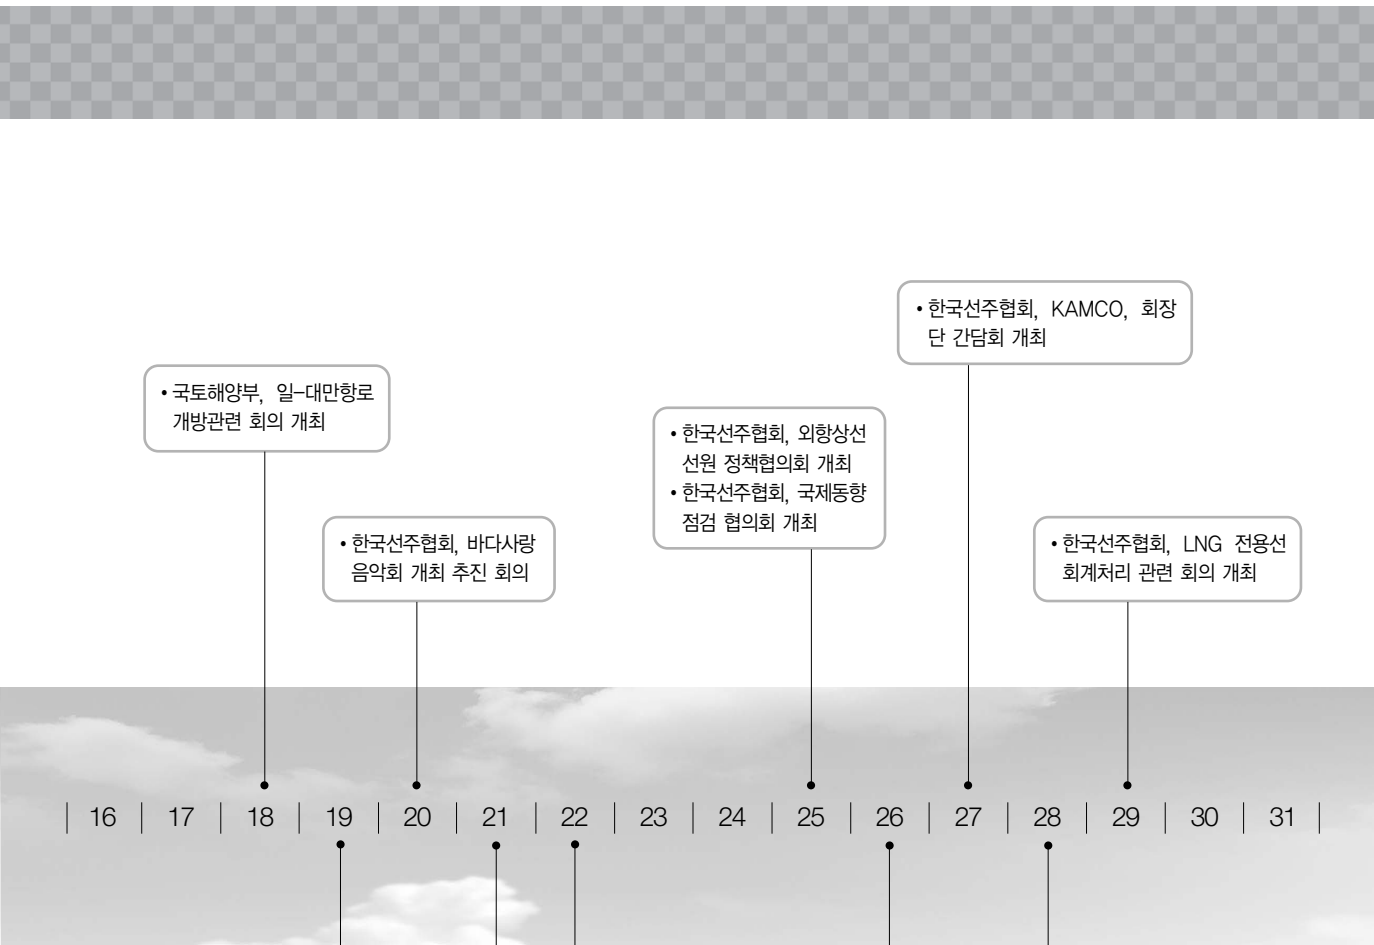 • 한국선주협회, KAMCO, 회장
단 간담회 개최
• 국토해양부, 일-대만항로
개방관련 회의 개최
• 한국선주협회, 외항상선
선원 정책협의회 개최
• 한국선주협회, 국제동향
점검 협의회 개최
• 한국선주협회, 바다사랑
음악회 개최 추진 회의
• 한국선주협회, LNG 전용선
회계처리 관련 회의 개최
16 17 18 19 20 21 22 23 24 25 26 27 28 29 30 31